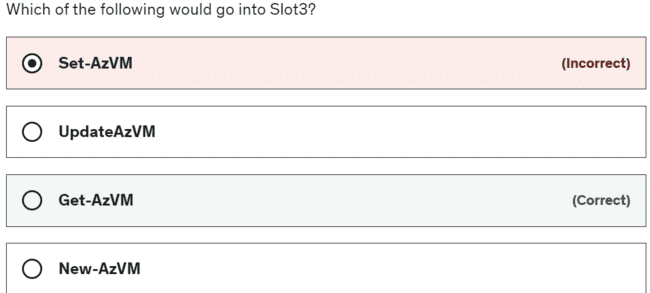 Which of the following would go into Slot3?
Set-AzVM (Incorrect)
UpdateAzVM
Get-AzVM (Correct)
New-AzVM